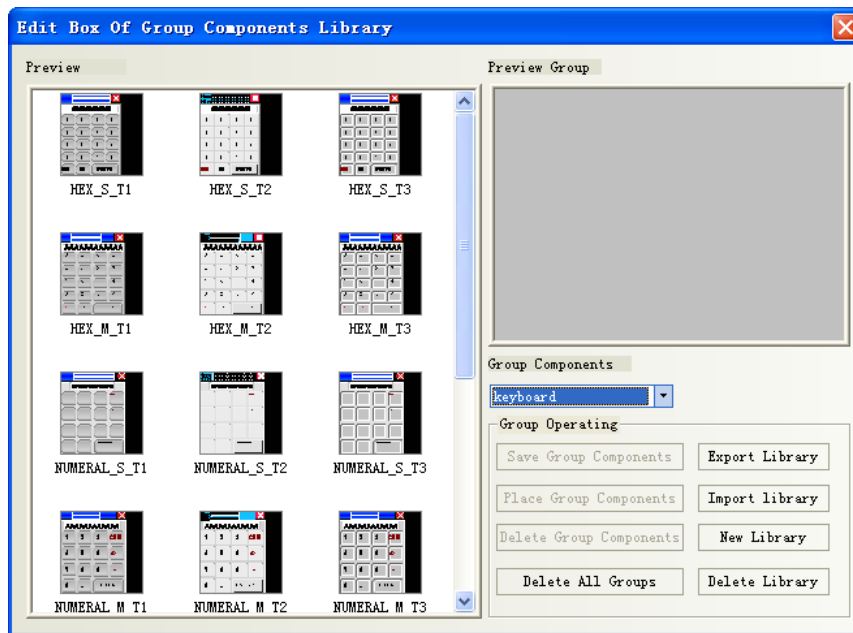 Edit Box Of Group Components Library
Preview
HEX_S_T1 HEX_S_T2 HEX_S_T3
HEX_M_T1 HEX_M_T2 HEX_M_T3
NUMERAL_S_T1 NUMERAL_S_T2 NUMERAL_S_T3
NUMERAL_M_T1 NUMERAL_M_T2 NUMERAL_M_T3
Preview Group
Group Components
keyboard
Group Operating
Save Group Components Export Library
Place Group Components Import library
Delete Group Components New Library
Delete All Groups Delete Library